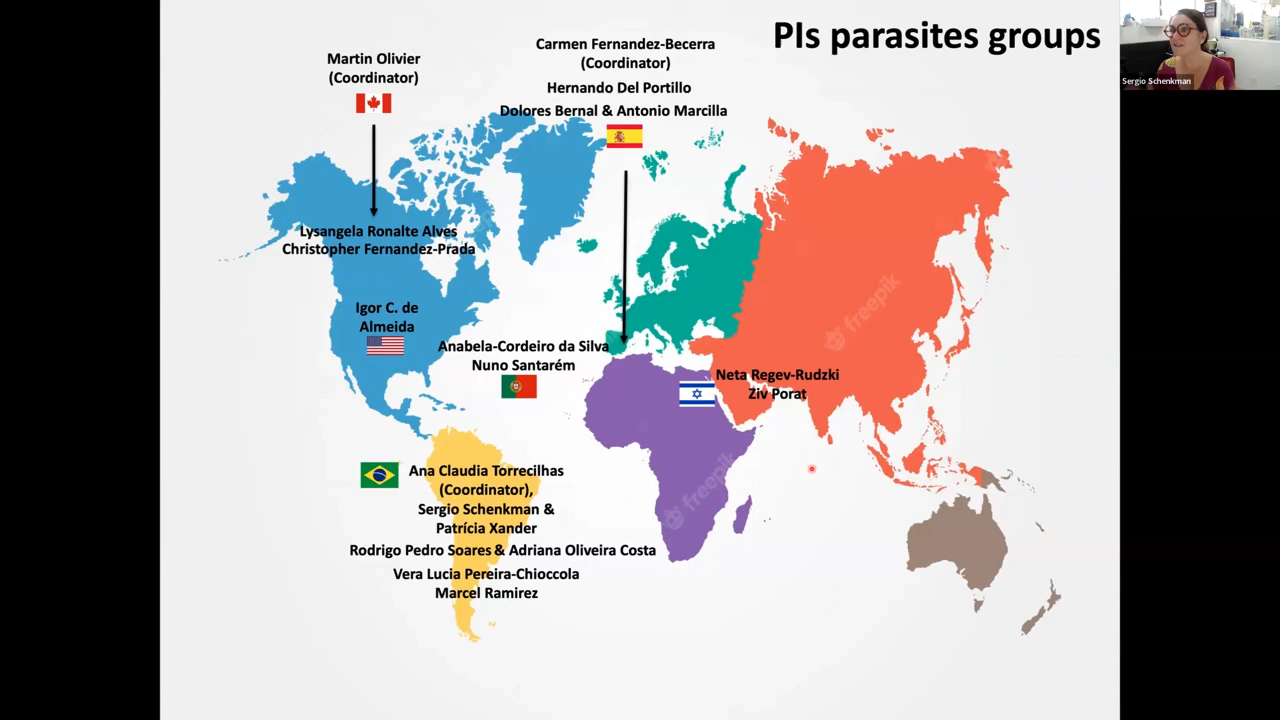 PIs parasites groups
Sergio Schenkman
Martin Olivier
(Coordinator)
Carmen Fernandez-Becerra
(Coordinator)
Hernando Del Portillo
Dolores Bernal & Antonio Marcilla
Lysangela Ronalte Alves
Christopher Fernandez-Prada
Igor C. de
Almeida
Anabela-Cordeiro da Silva
Nuno Santarém
Neta Regev-Rudzki
Ziv Porat
Ana Claudia Torrecilhas
(Coordinator),
Sergio Schenkman &
Patrícia Xander
Rodrigo Pedro Soares & Adriana Oliveira Costa
Vera Lucia Pereira-Chioccola
Marcel Ramirez
freepik
freepik